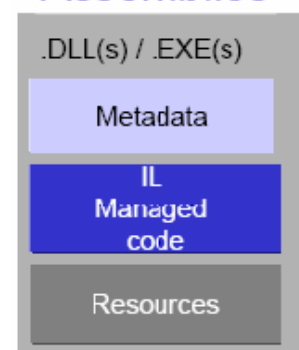 .DLL(s) / .EXE(s)
Metadata
IL
Managed
code
Resources